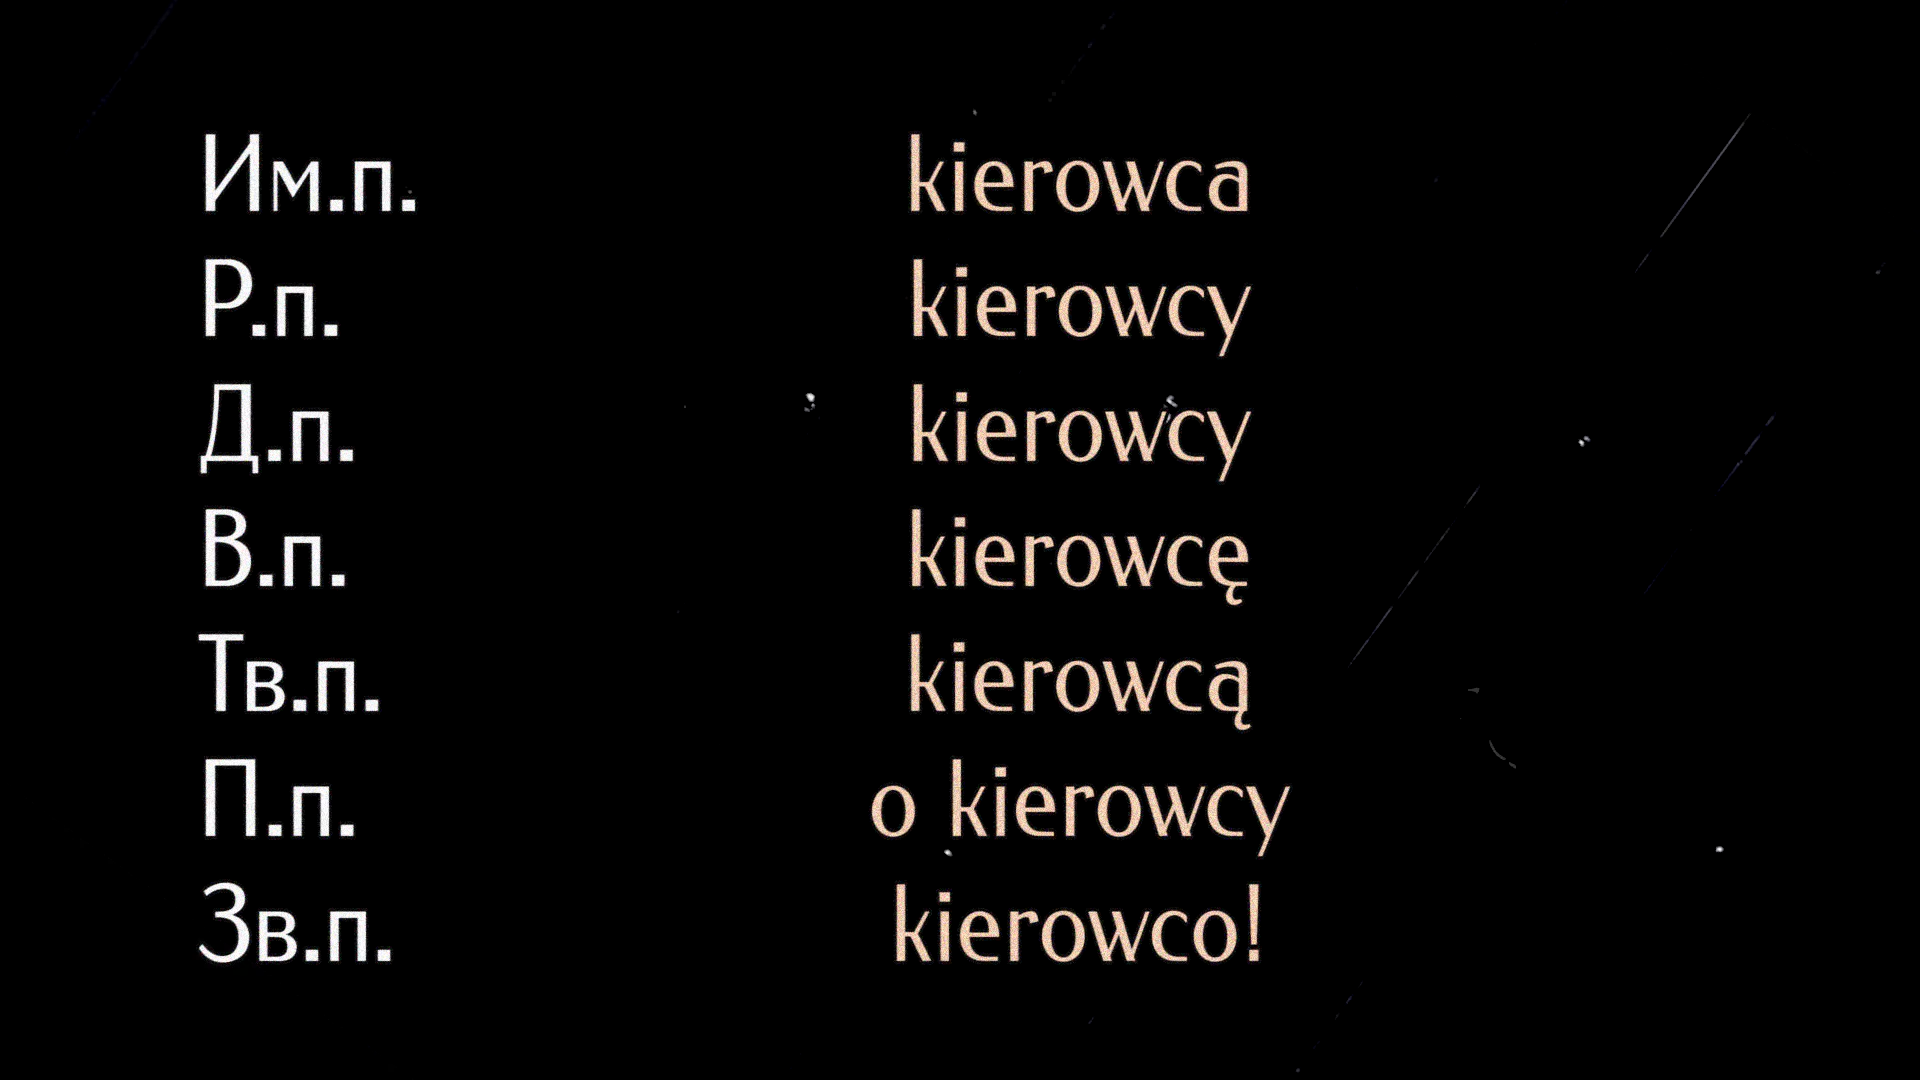 Им.п. kierowca
Р.п. kierowcy
Д.п. kierowcy
В.п. kierowcę
Тв.п. kierowcą
П.п. o kierowcy
Зв.п. kierowco!